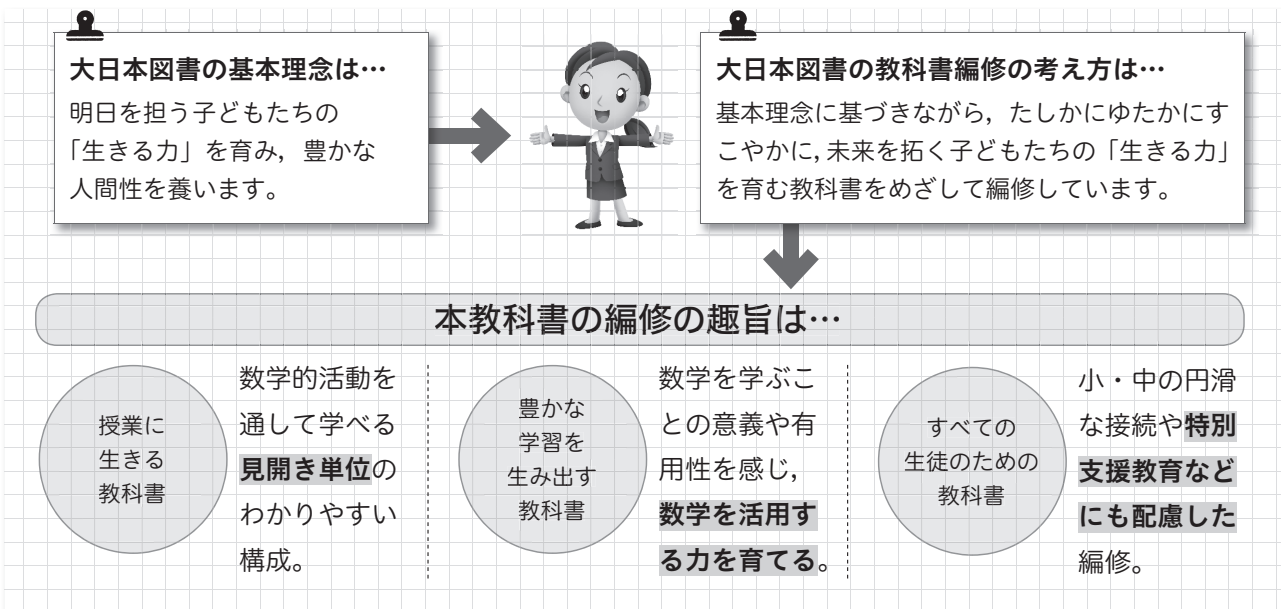 大日本図書の基本理念は…
明日を担う子どもたちの
「生きる力」を育み，豊かな
人間性を養います。
大日本図書の教科書編修の考え方は…
基本理念に基づきながら，たしかにゆたかにす
こやかに，未来を拓く子どもたちの「生きる力」
を育む教科書をめざして編修しています。
本教科書の編修の趣旨は…
授業に
生きる
教科書
数学的活動を
通して学べる
見開き単位の
わかりやすい
構成。
豊かな
学習を
生み出す
教科書
数学を学ぶこ
との意義や有
用性を感じ，
数学を活用す
る力を育てる。
すべての
生徒のための
教科書
小・中の円滑
な接続や特別
支援教育など
にも配慮した
編修。